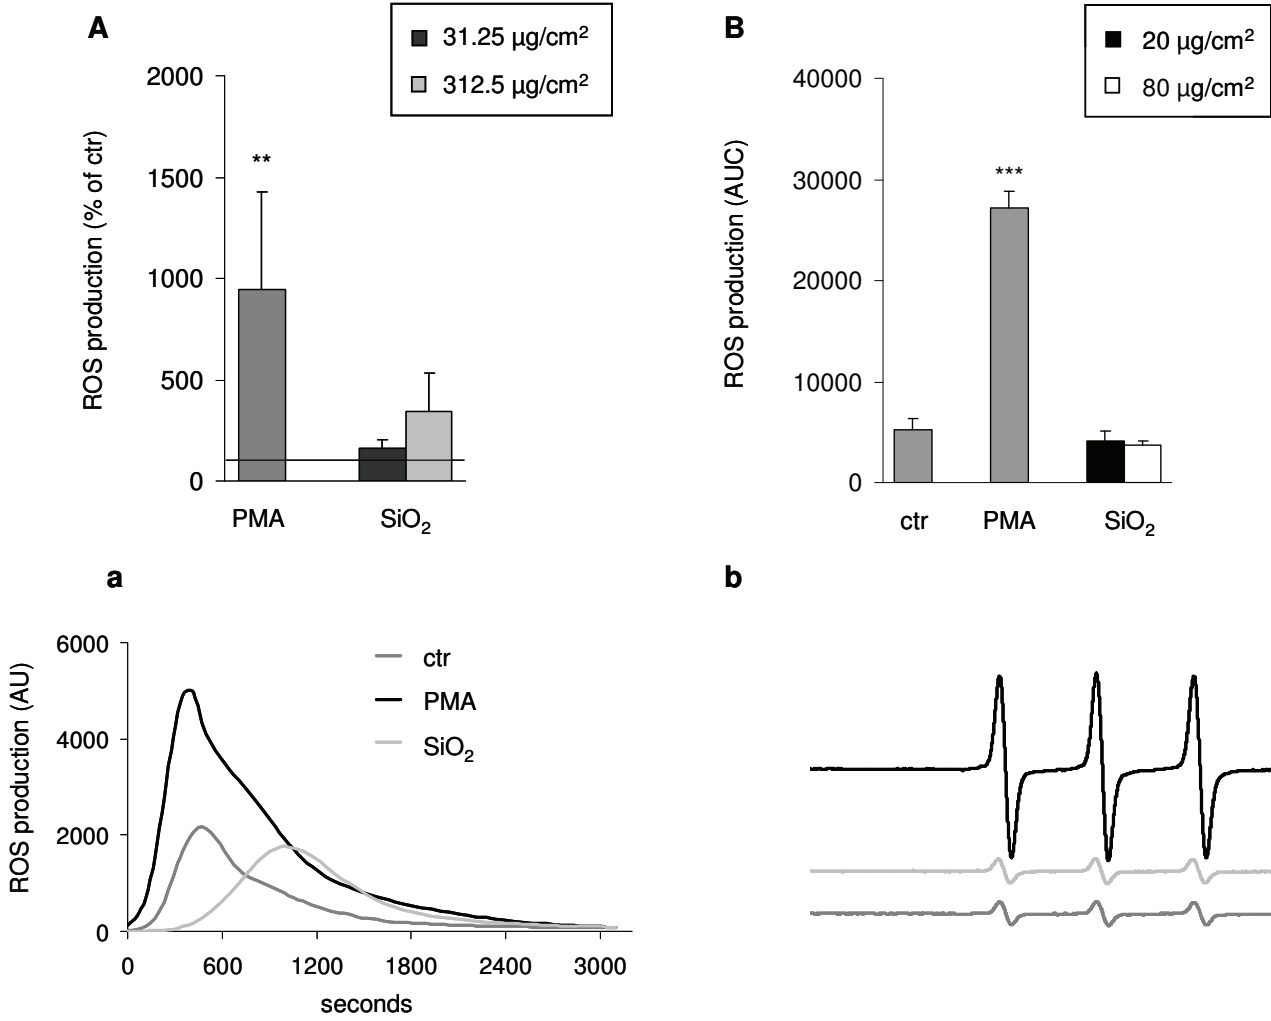 A
31.25 µg/cm²
312.5 µg/cm²
2000
1500
1000
500
0
ROS production (% of ctr)
**
PMA
SiO₂
B
20 µg/cm²
80 µg/cm²
40000
30000
20000
10000
0
ROS production (AUC)
***
ctr
PMA
SiO₂
a
6000
4000
2000
0
ROS production (AU)
ctr
PMA
SiO₂
0 600 1200 1800 2400 3000
seconds
b